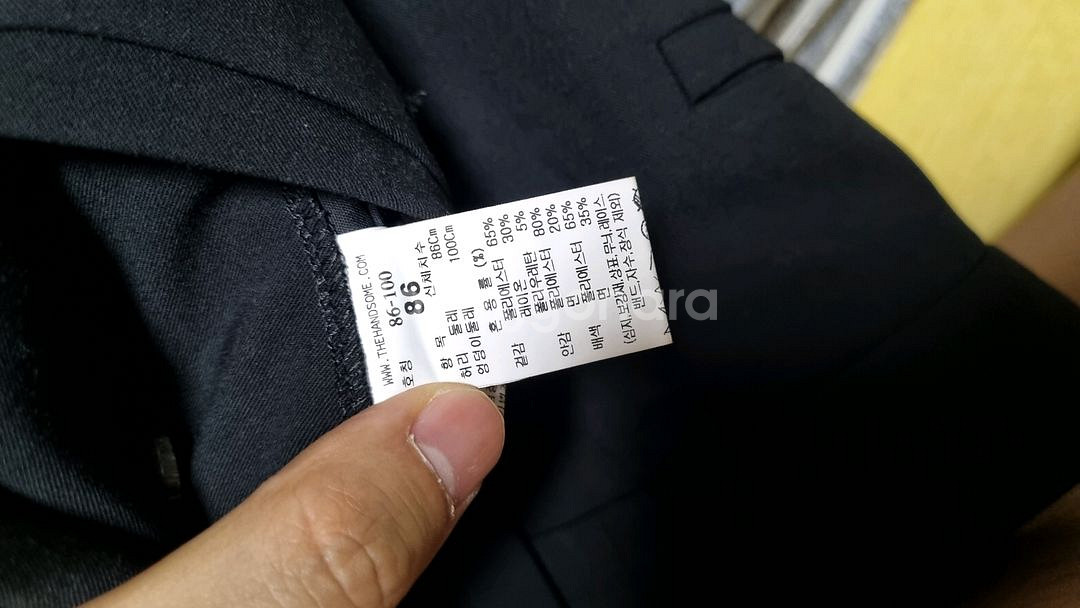 WWW.THEHANDSOME.COM
호칭 86-100
86
신체치수
항 목
허리 둘레 86Cm
엉덩이둘레 100Cm
혼 용 률 (%)
겉감 폴리에스터 65%
레이온 30%
폴리우레탄 5%
안감 폴리에스터 80%
면 20%
배색 폴리에스터 65%
면 35%
(심지,보강재,상표,무늬,레이스
밴드,자수,장식 제외)